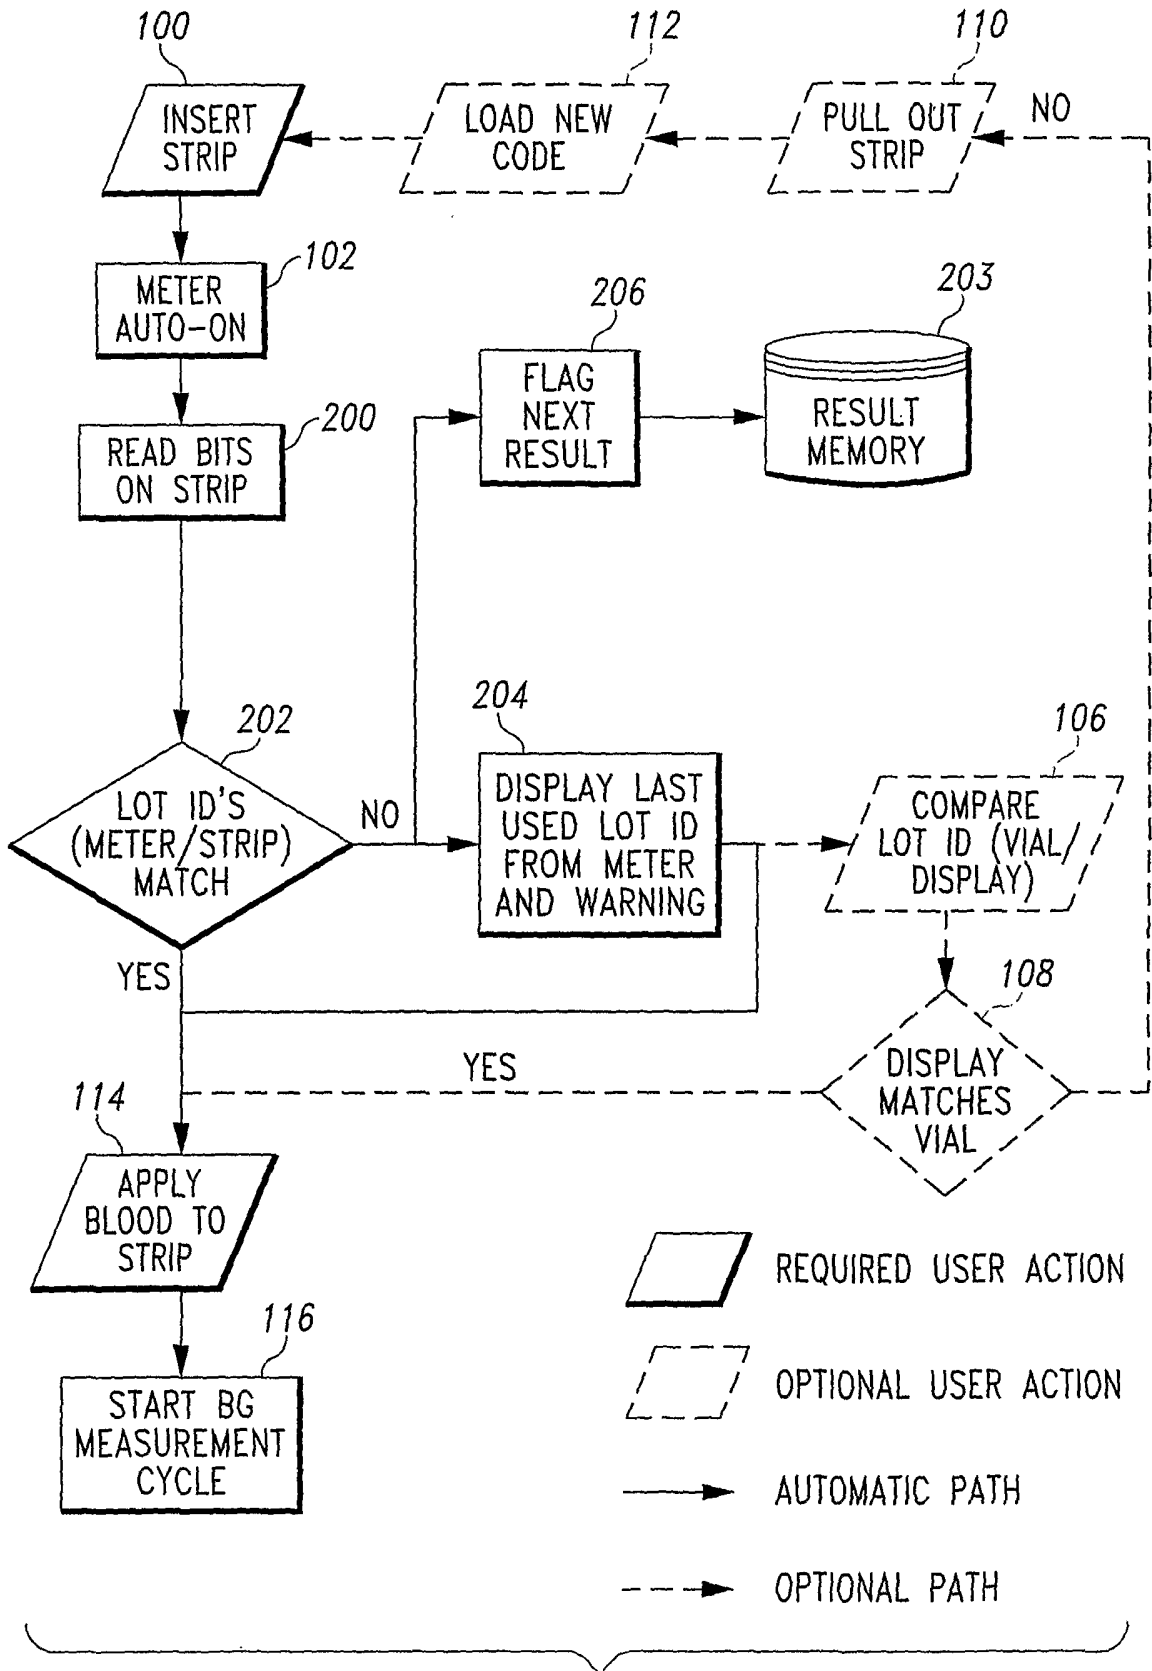 100
112
110
INSERT
STRIP
LOAD NEW
CODE
PULL OUT
STRIP
NO
102
METER
AUTO-ON
206
203
FLAG
NEXT
RESULT
RESULT
MEMORY
200
READ BITS
ON STRIP
202
204
106
LOT ID'S
(METER/STRIP)
MATCH
NO
DISPLAY LAST
USED LOT ID
FROM METER
AND WARNING
COMPARE
LOT ID (VIAL/
DISPLAY)
YES
108
DISPLAY
MATCHES
VIAL
YES
114
APPLY
BLOOD TO
STRIP
116
START BG
MEASUREMENT
CYCLE
REQUIRED USER ACTION
OPTIONAL USER ACTION
AUTOMATIC PATH
OPTIONAL PATH